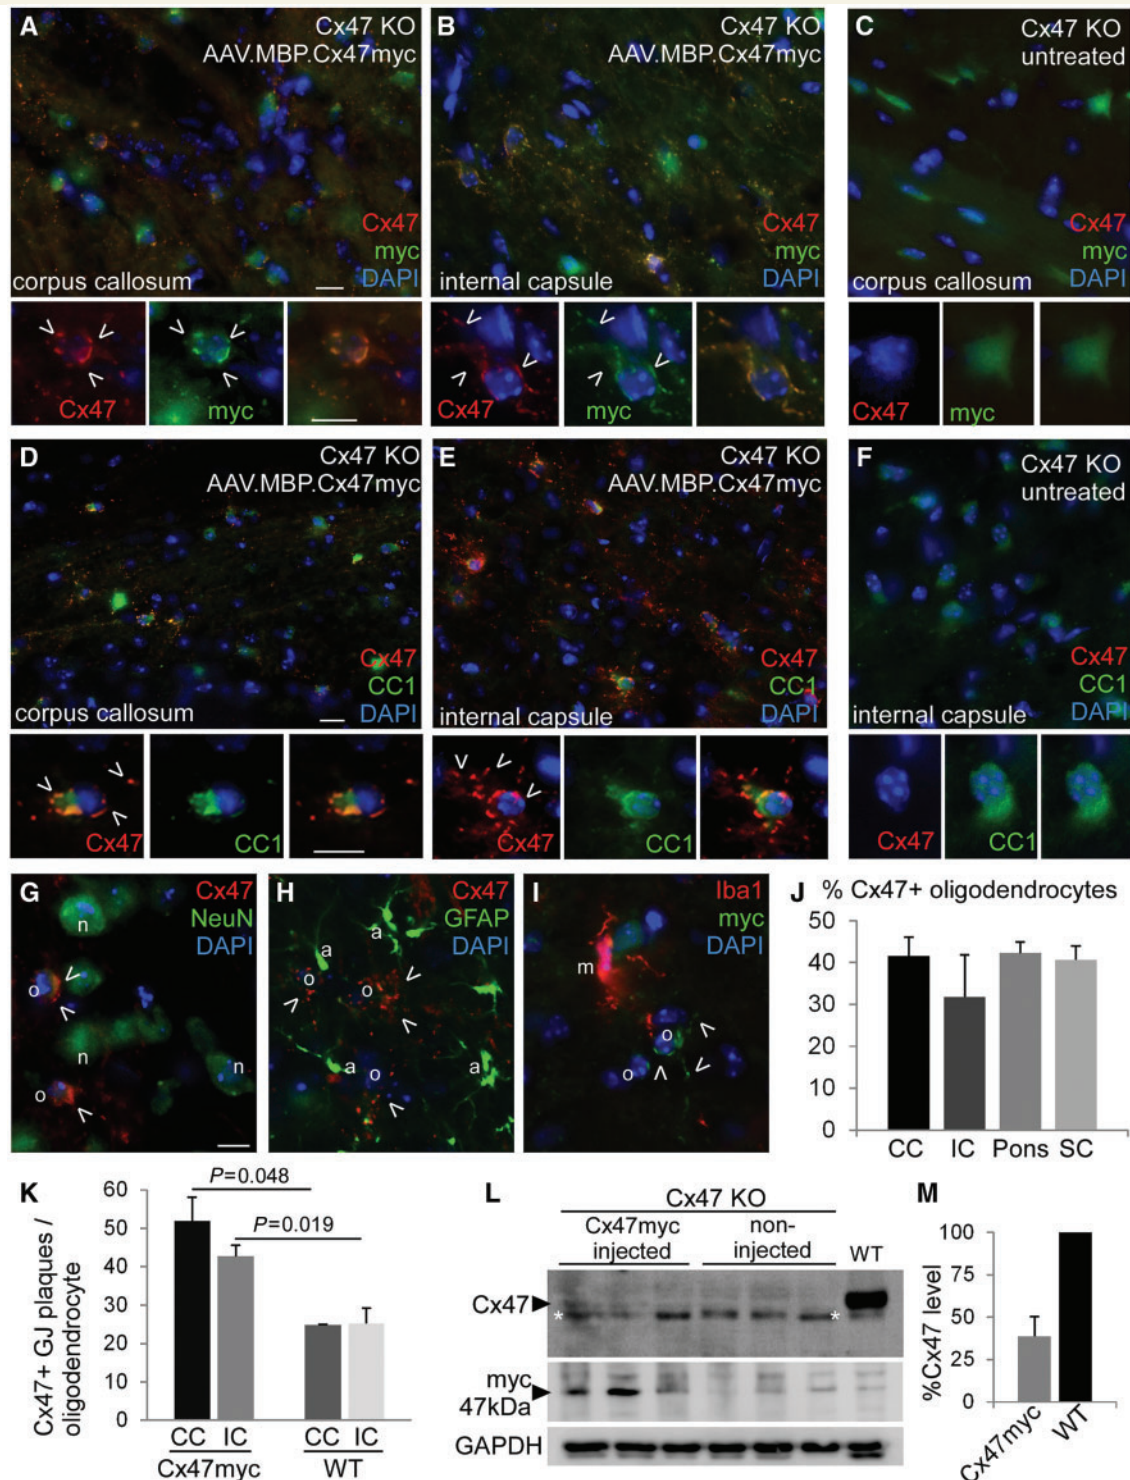 A
Cx47 KO
AAV.MBP.Cx47myc
Cx47
myc
DAPI
corpus callosum
Cx47
myc
B
Cx47 KO
AAV.MBP.Cx47myc
Cx47
myc
DAPI
internal capsule
Cx47
myc
C
Cx47 KO
untreated
Cx47
myc
DAPI
corpus callosum
Cx47
myc
D
Cx47 KO
AAV.MBP.Cx47myc
Cx47
CC1
DAPI
corpus callosum
Cx47
CC1
E
Cx47 KO
AAV.MBP.Cx47myc
Cx47
CC1
DAPI
internal capsule
Cx47
CC1
F
Cx47 KO
untreated
Cx47
CC1
DAPI
internal capsule
Cx47
CC1
G
Cx47
NeuN
DAPI
n
o
n
n
o
H
Cx47
GFAP
DAPI
a
a
a
o
o
a
o
a
I
Iba1
myc
DAPI
m
o
o
J
% Cx47+ oligodendrocytes
50
40
30
20
10
0
CC IC Pons SC
K
Cx47+ GJ plaques /
oligodendrocyte
60
50
40
30
20
10
0
P=0.048
P=0.019
CC IC CC IC
Cx47myc WT
L
Cx47 KO
Cx47myc
injected
non-
injected
WT
Cx47
* *
myc
47kDa
GAPDH
M
%Cx47 level
100
75
50
25
0
Cx47myc
WT